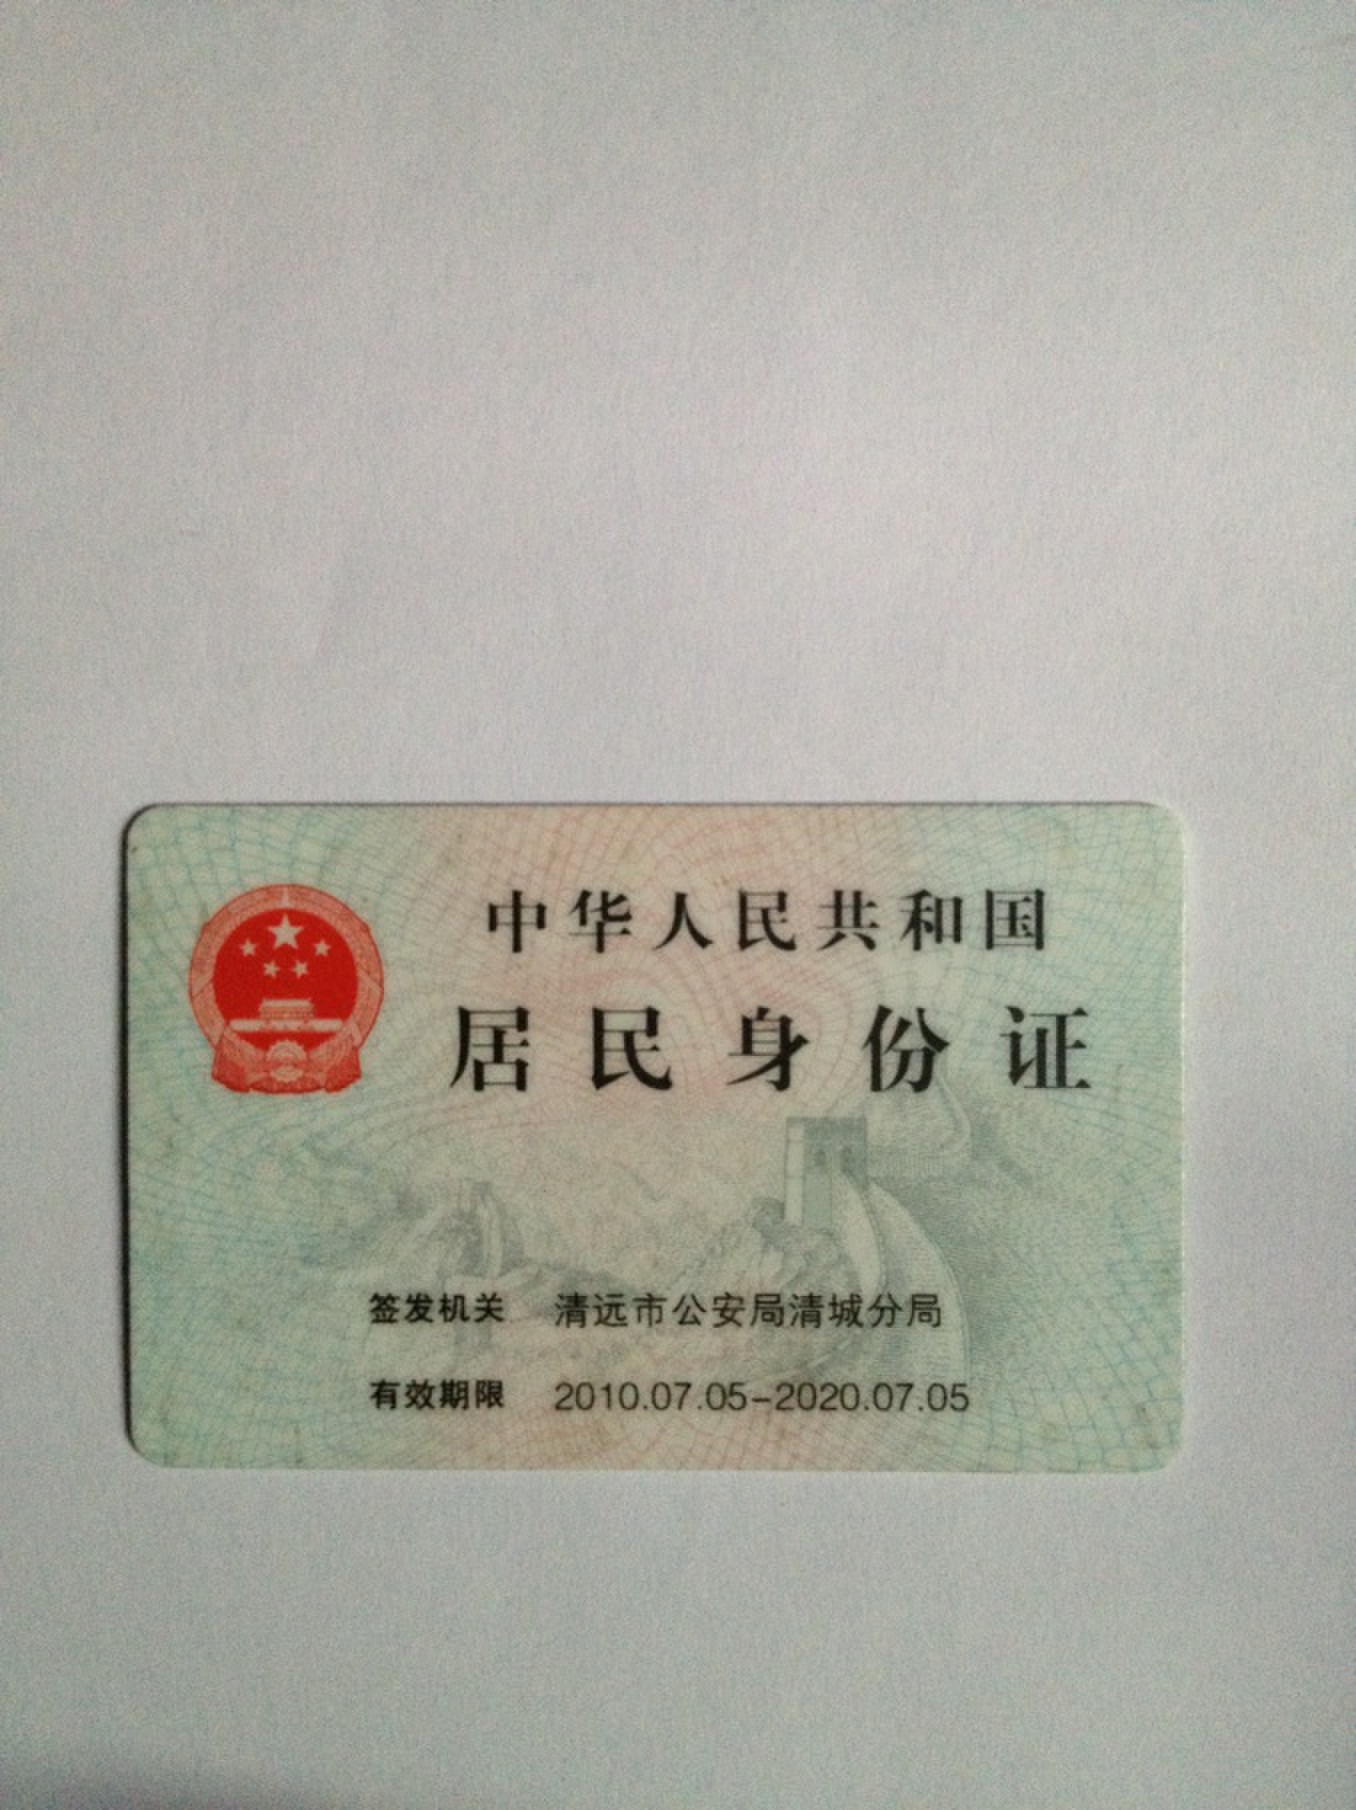 中华人民共和国
居民身份证
签发机关 清远市公安局清城分局
有效期限 2010.07.05-2020.07.05